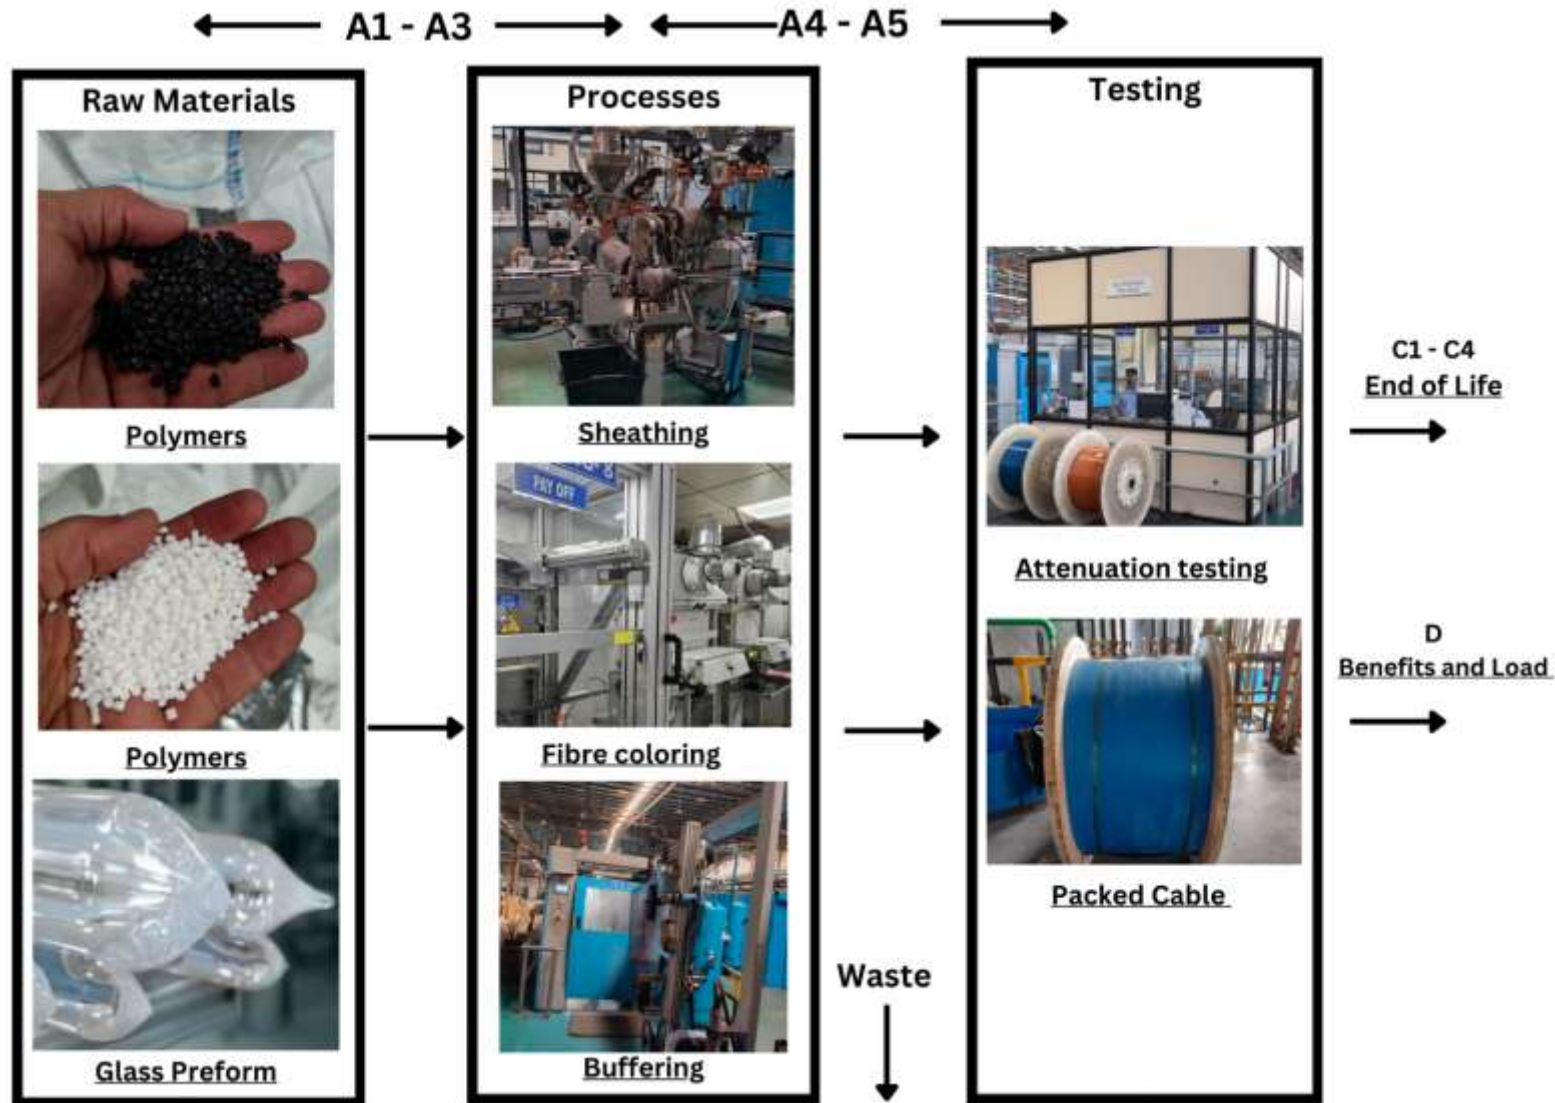 A1 - A3
A4 - A5
Raw Materials
Polymers
Polymers
Glass Preform
Processes
Sheathing
PAY OFF
Fibre coloring
Buffering
Waste
Testing
Attenuation testing
Packed Cable
C1 - C4
End of Life
D
Benefits and Load